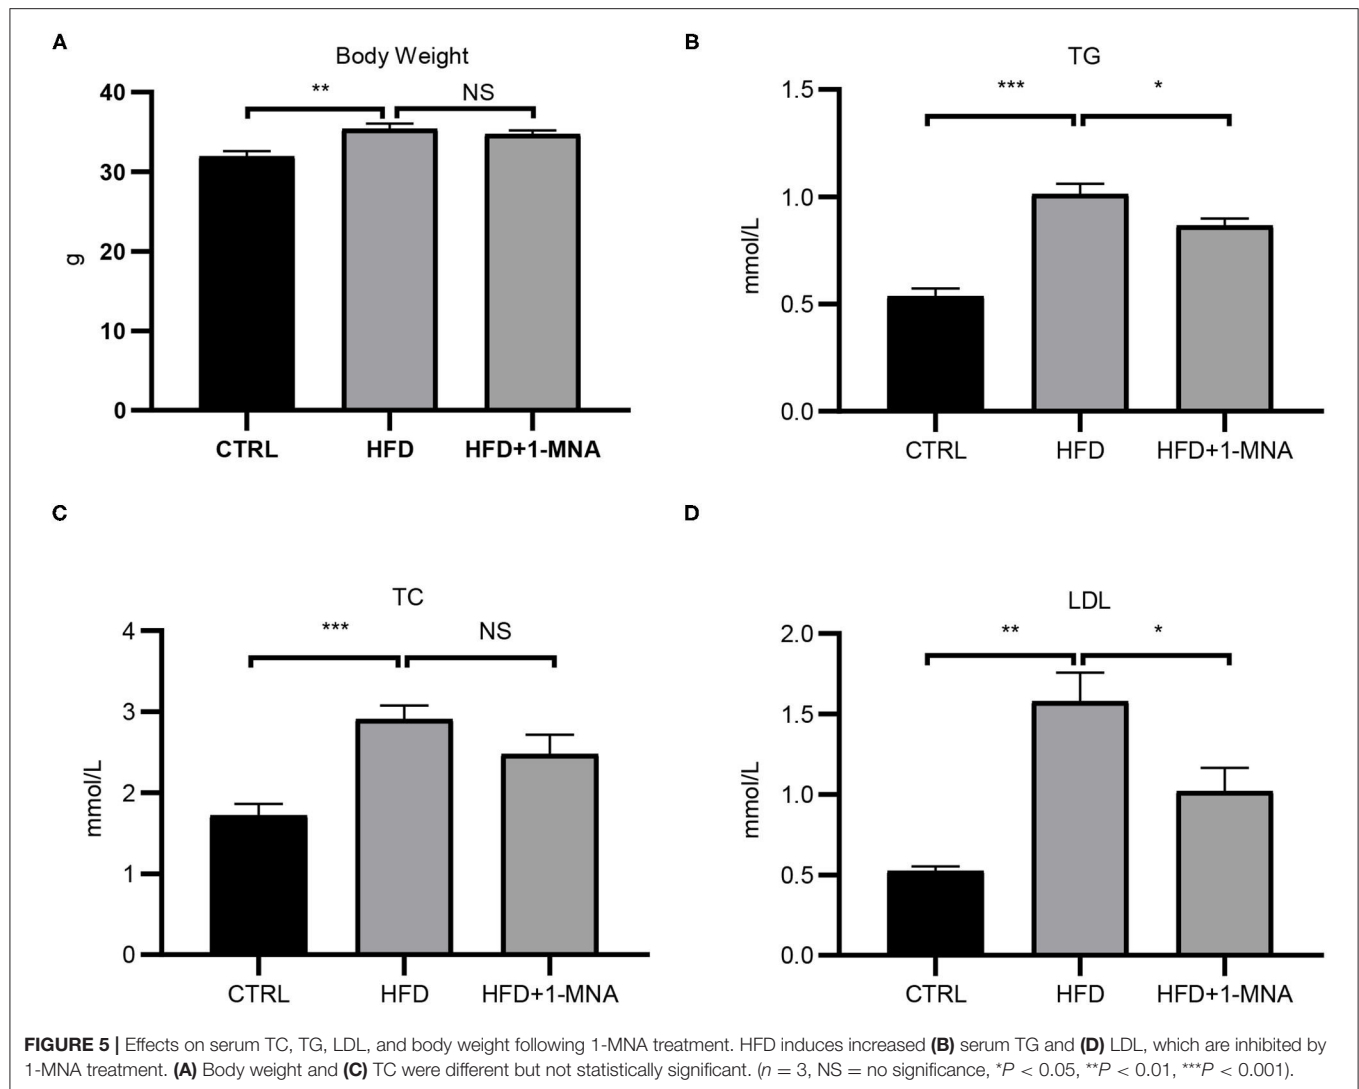 A
Body Weight
** NS
40
30
20
10
0
g
CTRL HFD HFD+1-MNA
B
TG
*** *
1.5
1.0
0.5
0.0
mmol/L
CTRL HFD HFD+1-MNA
C
TC
*** NS
4
3
2
1
0
mmol/L
CTRL HFD HFD+1-MNA
D
LDL
** *
2.0
1.5
1.0
0.5
0.0
mmol/L
CTRL HFD HFD+1-MNA
FIGURE 5 | Effects on serum TC, TG, LDL, and body weight following 1-MNA treatment. HFD induces increased (B) serum TG and (D) LDL, which are inhibited by
1-MNA treatment. (A) Body weight and (C) TC were different but not statistically significant. (n = 3, NS = no significance, *P < 0.05, **P < 0.01, ***P < 0.001).